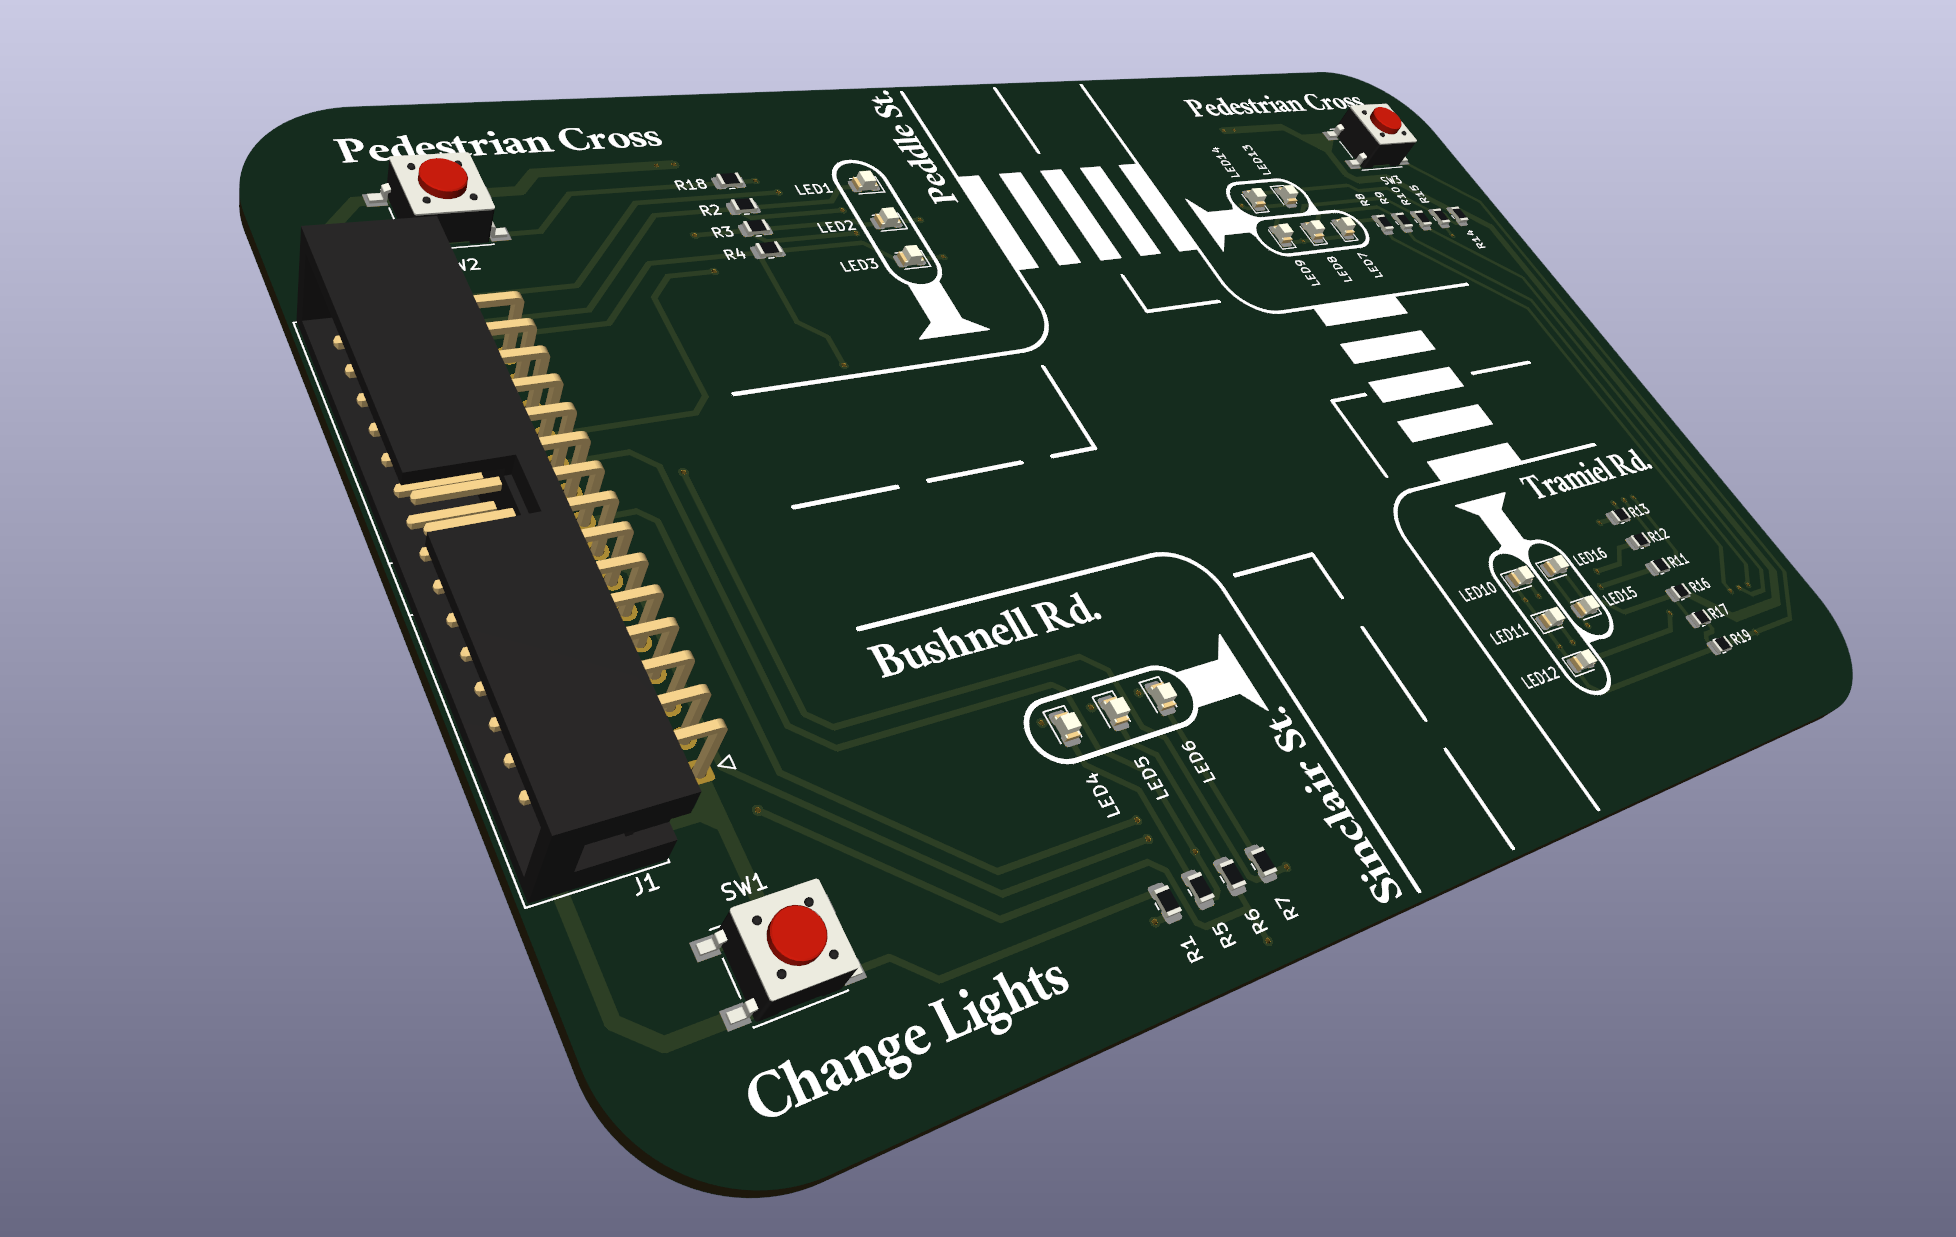 Pedestrian Cross
W2
R18
R2
R3
R4
LED1
LED2
LED3
Peddle St.
Pedestrian Cross
SW3
LED14
LED13
R8
R9
R10
R15
R14
LED9
LED8
LED7
Tramiel Rd.
R13
R12
R11
R16
R17
R19
LED16
LED15
LED10
LED11
LED12
Bushnell Rd.
LED4
LED5
LED6
Sinclair St.
R1
R5
R6
R7
J1
SW1
Change Lights